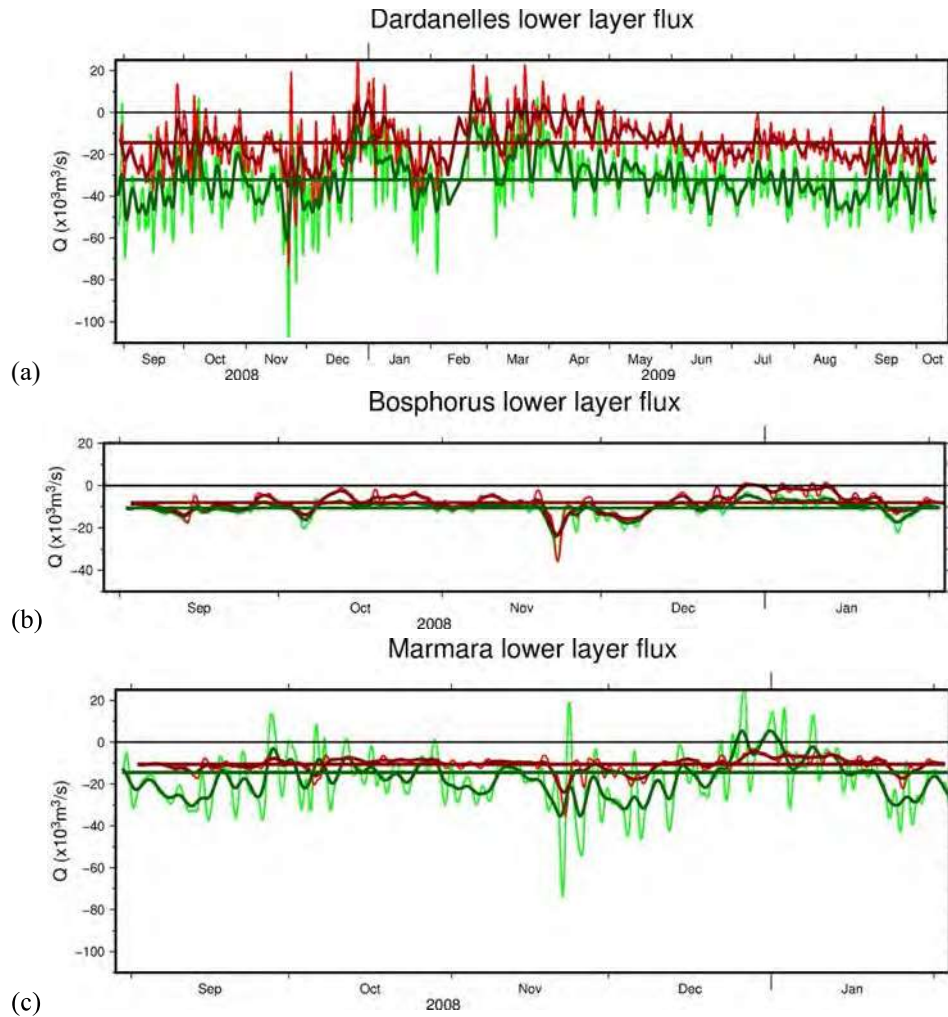 Dardanelles lower layer flux
Q (x10³m³/s)
20
0
−20
−40
−60
−80
−100
Sep Oct Nov Dec Jan Feb Mar Apr May Jun Jul Aug Sep Oct
2008 2009
(a)
Bosphorus lower layer flux
Q (x10³m³/s)
20
0
−20
−40
Sep Oct Nov Dec Jan
2008
(b)
Marmara lower layer flux
Q (x10³m³/s)
20
0
−20
−40
−60
−80
−100
Sep Oct Nov Dec Jan
2008
(c)